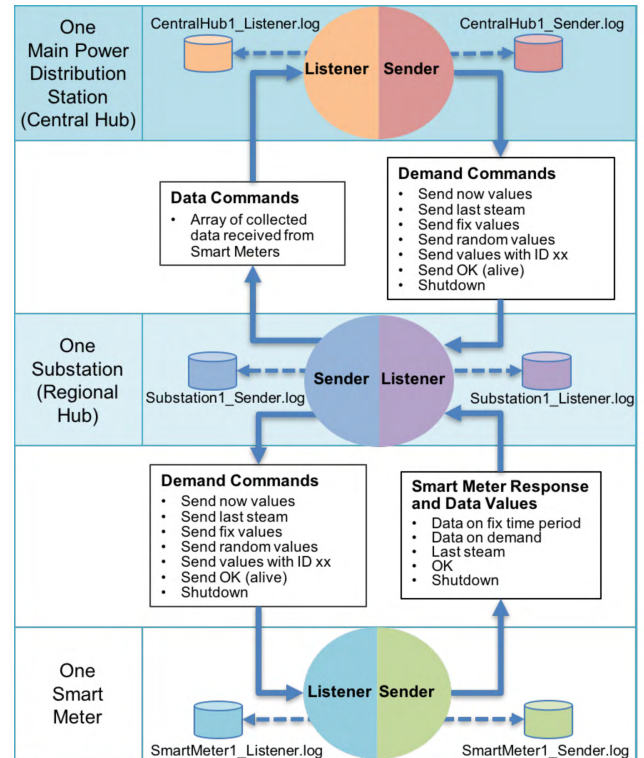 One
Main Power
Distribution
Station
(Central Hub)
CentralHub1_Listener.log
CentralHub1_Sender.log
Listener
Sender
Data Commands
• Array of collected
data received from
Smart Meters
Demand Commands
• Send now values
• Send last steam
• Send fix values
• Send random values
• Send values with ID xx
• Send OK (alive)
• Shutdown
One
Substation
(Regional
Hub)
Sender
Listener
Substation1_Sender.log
Substation1_Listener.log
Demand Commands
• Send now values
• Send last steam
• Send fix values
• Send random values
• Send values with ID xx
• Send OK (alive)
• Shutdown
Smart Meter Response
and Data Values
• Data on fix time period
• Data on demand
• Last steam
• OK
• Shutdown
One
Smart
Meter
Listener
Sender
SmartMeter1_Listener.log
SmartMeter1_Sender.log